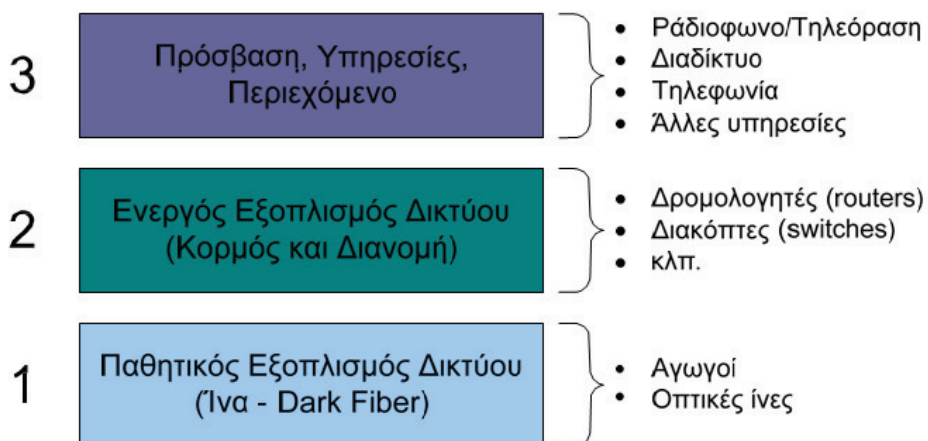 3
Πρόσβαση, Υπηρεσίες,
Περιεχόμενο
• Ράδιοφωνο/Τηλεόραση
• Διαδίκτυο
• Τηλεφωνία
• Άλλες υπηρεσίες
2
Ενεργός Εξοπλισμός Δικτύου
(Κορμός και Διανομή)
• Δρομολογητές (routers)
• Διακόπτες (switches)
• κλπ.
1
Παθητικός Εξοπλισμός Δικτύου
(Ίνα - Dark Fiber)
• Αγωγοί
• Οπτικές ίνες